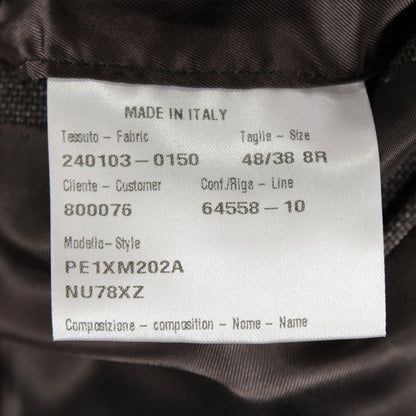 MADE IN ITALY
Tessuto - Fabric Taglia - Size
240103-0150 48/38 8R
Cliente - Customer Conf./Riga - Line
800076 64558-10
Modello-Style
PE1XM202A
NU78XZ
Composizione - composition - Nome - Name